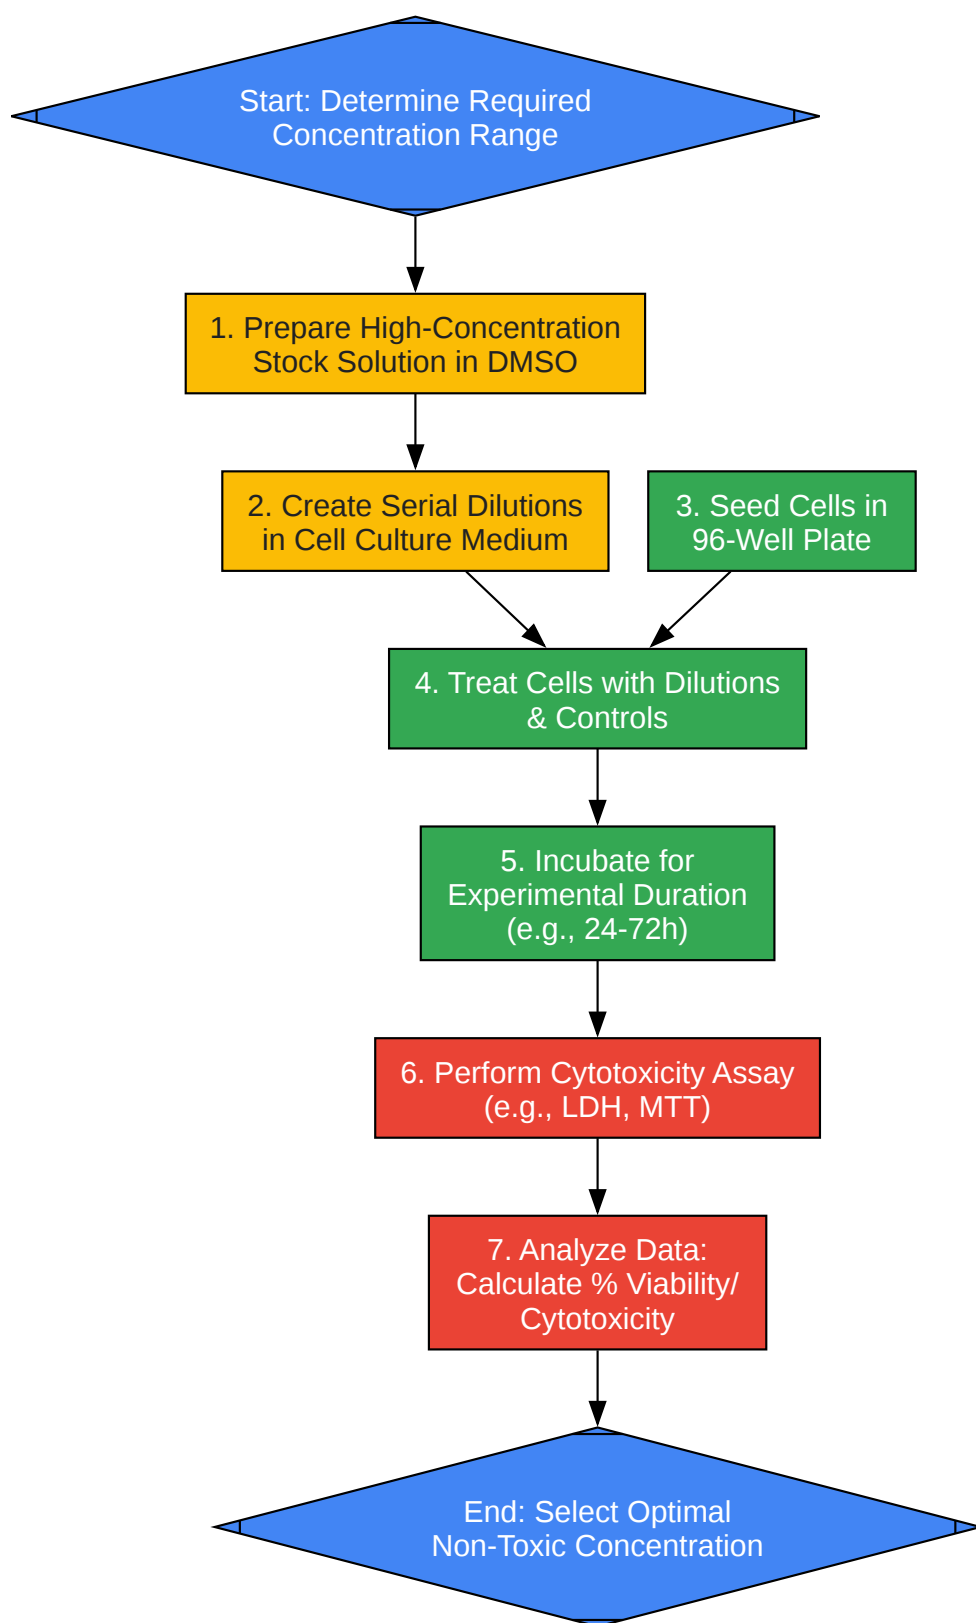 Start: Determine Required
Concentration Range
1. Prepare High-Concentration
Stock Solution in DMSO
2. Create Serial Dilutions
in Cell Culture Medium
3. Seed Cells in
96-Well Plate
4. Treat Cells with Dilutions
& Controls
5. Incubate for
Experimental Duration
(e.g., 24-72h)
6. Perform Cytotoxicity Assay
(e.g., LDH, MTT)
7. Analyze Data:
Calculate % Viability/
Cytotoxicity
End: Select Optimal
Non-Toxic Concentration